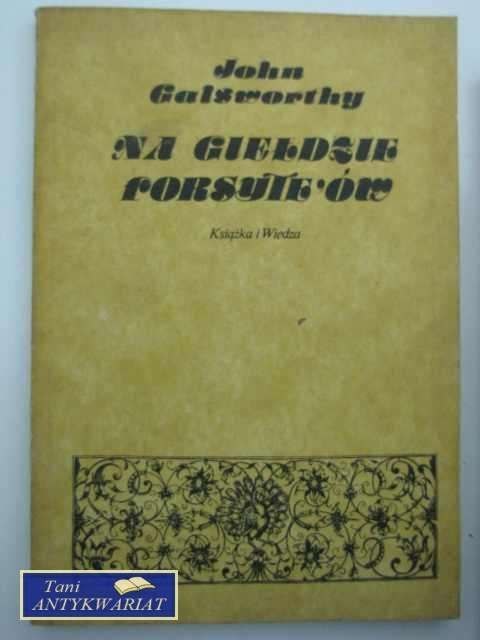 John
Galsworthy
NA GIEŁDZIE
FORSYTE'ÓW
Książka i Wiedza
Tani
ANTYKWARIAT